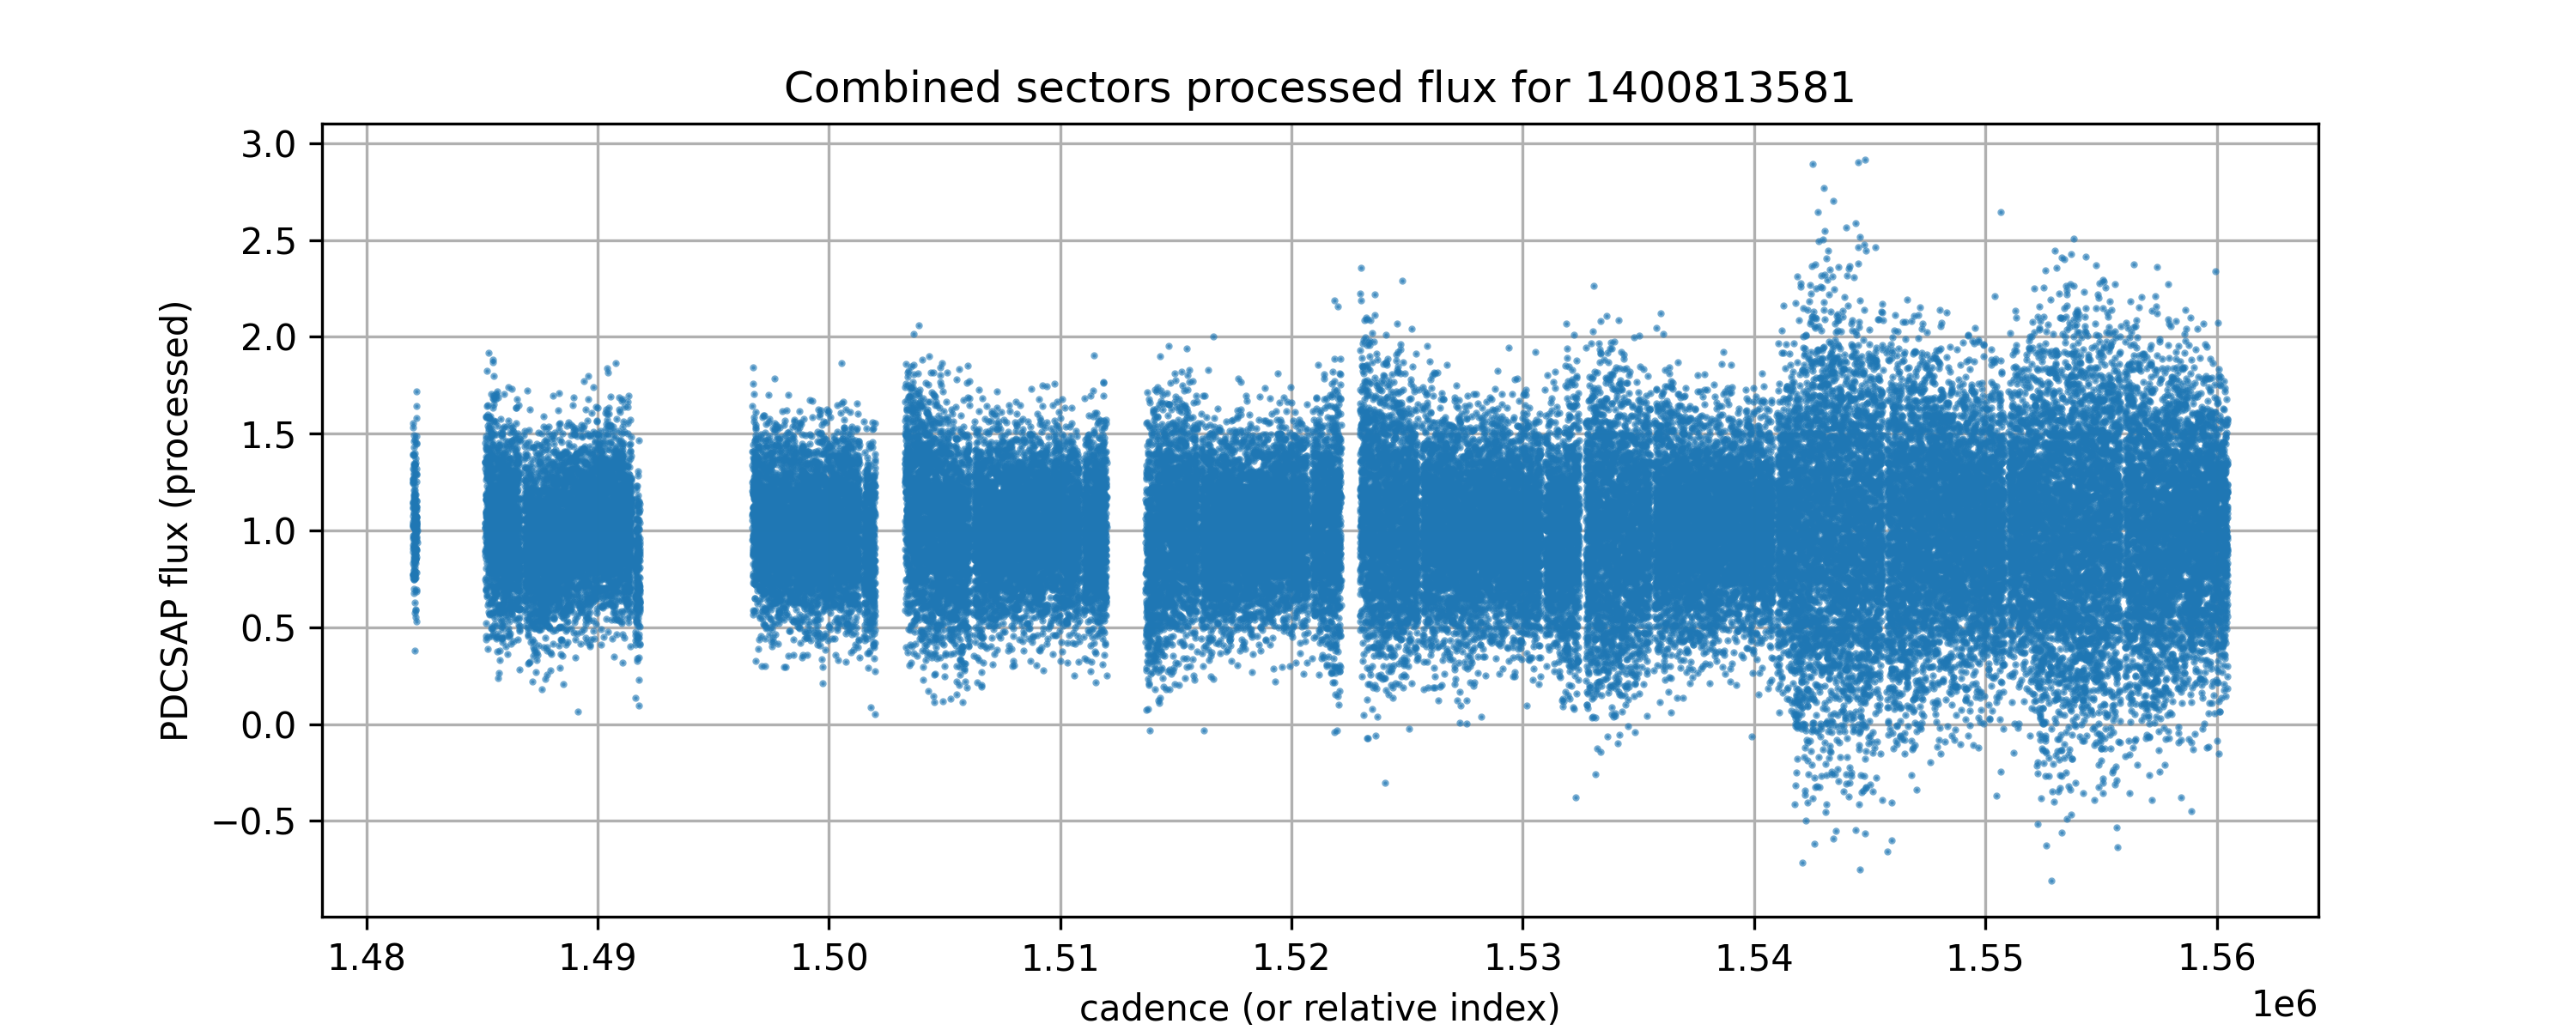 Combined sectors processed flux for 1400813581
PDCSAP flux (processed)
3.0
2.5
2.0
1.5
1.0
0.5
0.0
−0.5
1.48 1.49 1.50 1.51 1.52 1.53 1.54 1.55 1.56
1e6
cadence (or relative index)